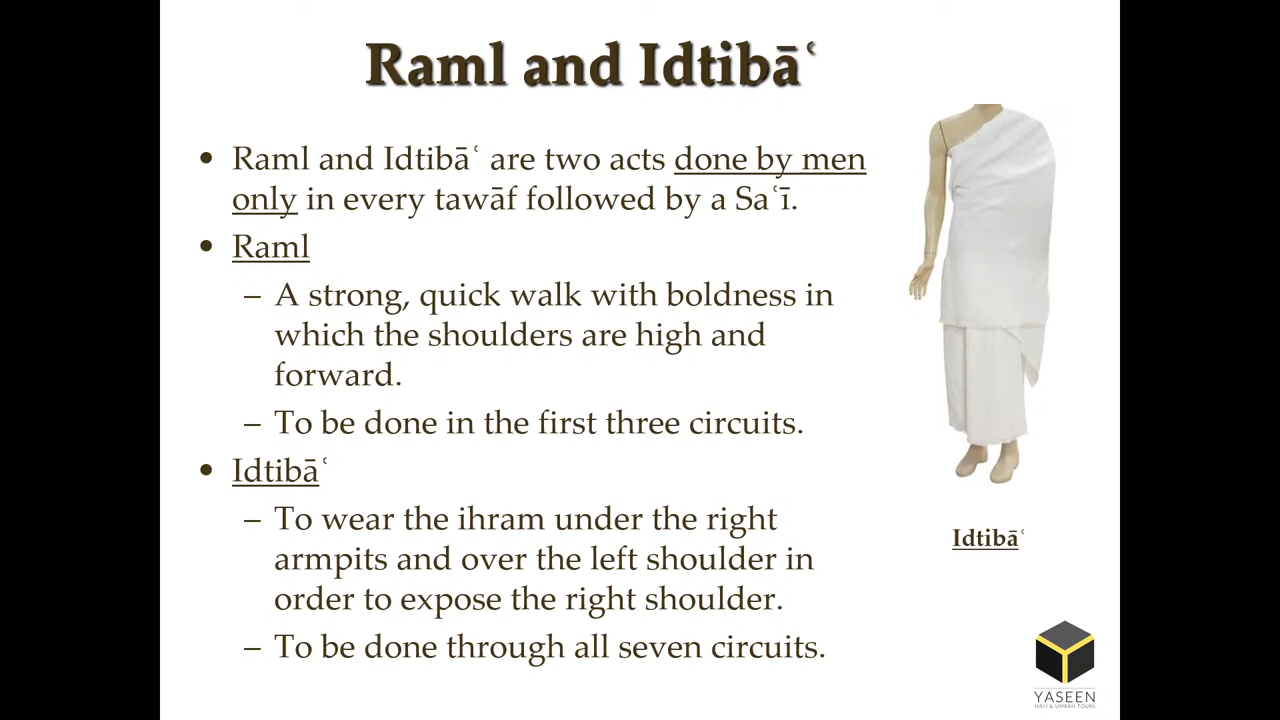 Raml and Idtibāʿ
• Raml and Idtibāʿ are two acts done by men
only in every tawāf followed by a Saʿī.
• Raml
– A strong, quick walk with boldness in
which the shoulders are high and
forward.
– To be done in the first three circuits.
• Idtibāʿ
– To wear the ihram under the right
armpits and over the left shoulder in
order to expose the right shoulder.
– To be done through all seven circuits.
Idtibāʿ
YASEEN
HAJJ & UMRAH TOURS